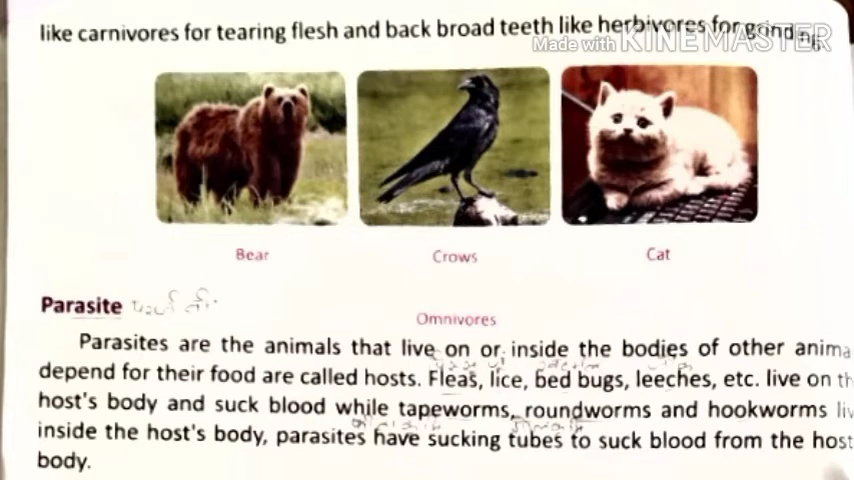 like carnivores for tearing flesh and back broad teeth like herbivores for grinding
Made with KINEMASTER
Bear
Crows
Cat
Parasite
Omnivores
Parasites are the animals that live on or inside the bodies of other anima
depend for their food are called hosts. Fleas, lice, bed bugs, leeches, etc. live on th
host's body and suck blood while tapeworms, roundworms and hookworms liv
inside the host's body, parasites have sucking tubes to suck blood from the host
body.